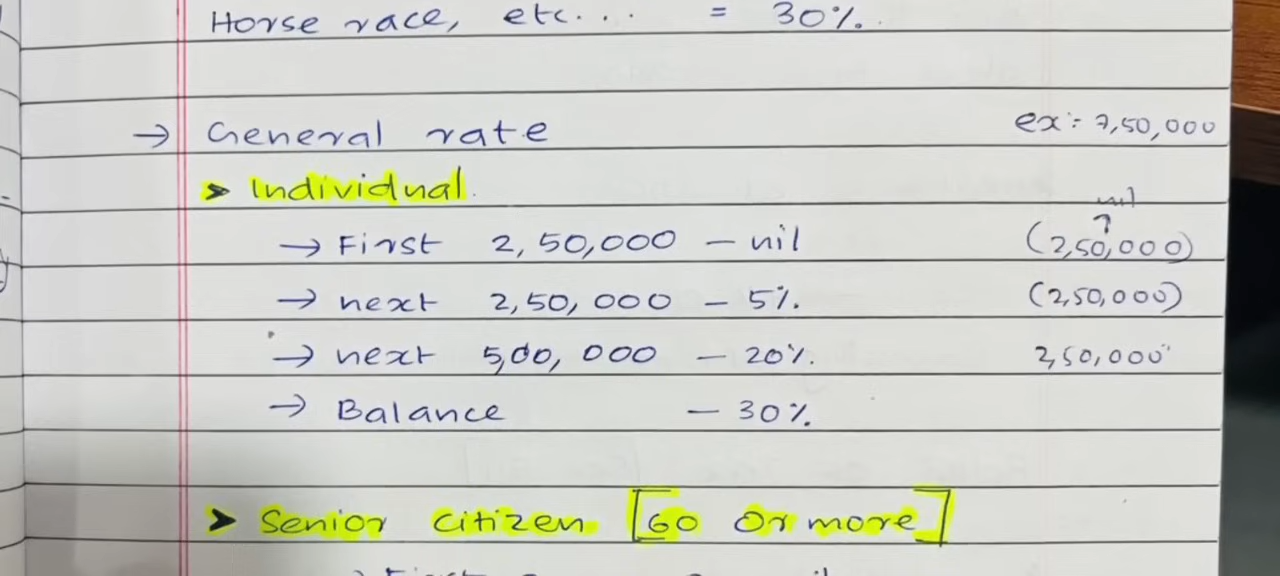 Horse race, etc... = 30%.
→ General rate ex: 7,50,000
➤ Individual.
nil
↑
→ First 2,50,000 – nil (2,50,000)
→ next 2,50,000 – 5%. (2,50,000)
→ next 5,00,000 – 20%. 2,50,000
→ Balance – 30%.
➤ Senior citizen [60 or more]